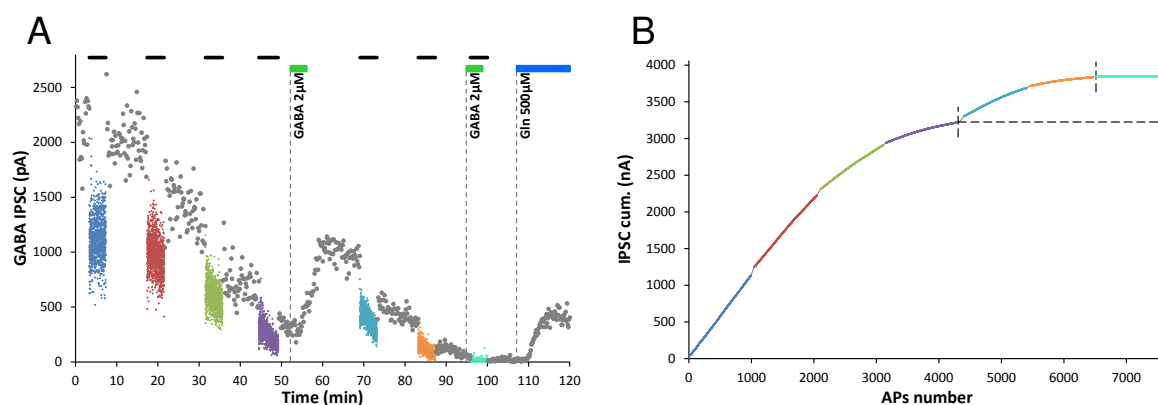 A
GABA IPSC (pA)
2500
2000
1500
1000
500
0
GABA 2µM
GABA 2µM
Gln 500µM
0 10 20 30 40 50 60 70 80 90 100 110 120
Time (min)
B
IPSC cum. (nA)
4000
3500
3000
2500
2000
1500
1000
500
0
0 1000 2000 3000 4000 5000 6000 7000
APs number